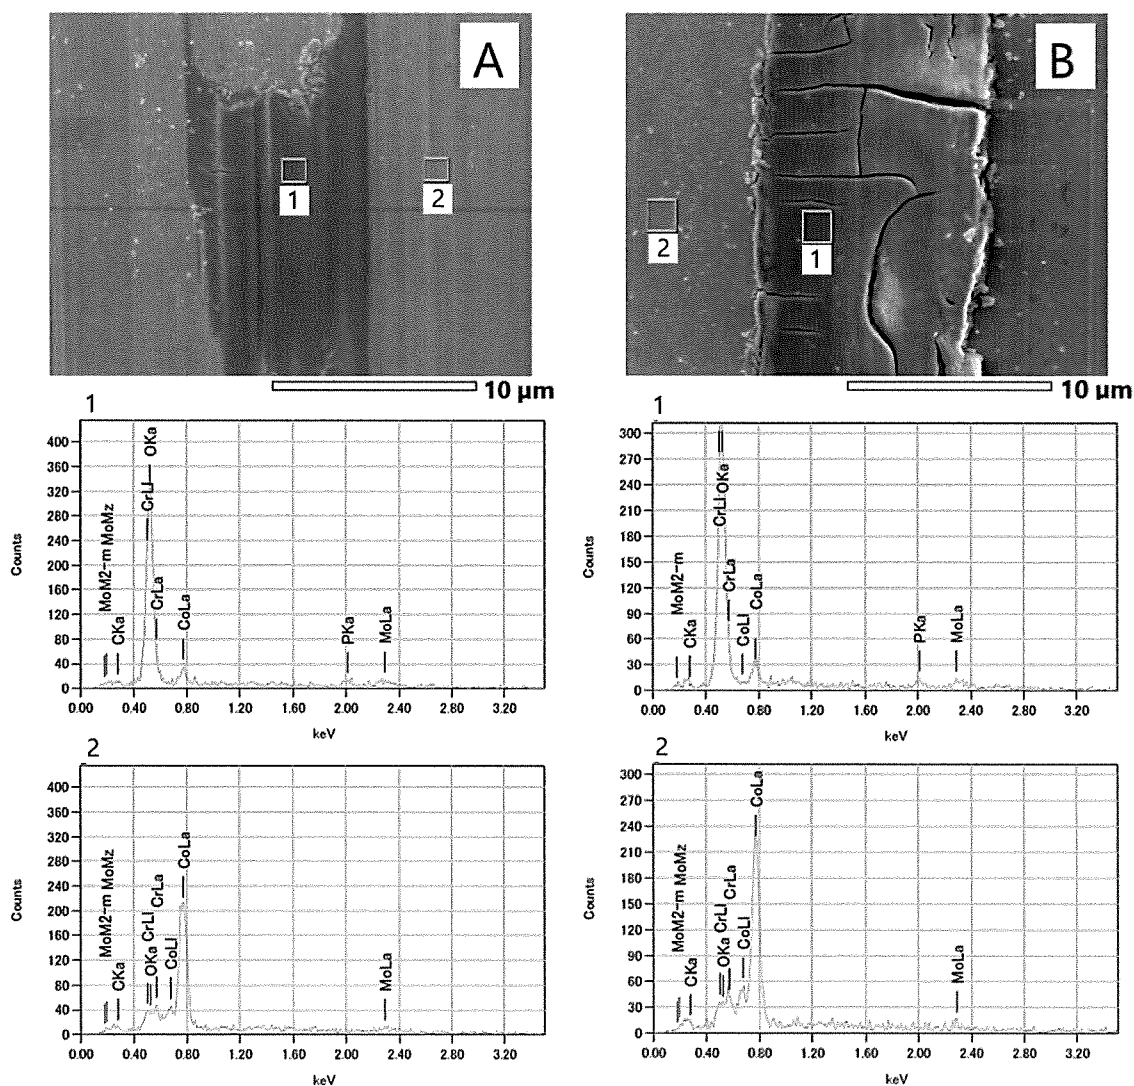 A
1
2
10 µm
B
2
1
10 µm
1
Counts
400
360
320
280
240
200
160
120
80
40
0
MoM2-m MoMz
CKa
CrLl
OKa
CrLa
CoLa
PKa
MoLa
0.00 0.40 0.80 1.20 1.60 2.00 2.40 2.80 3.20
keV
1
Counts
300
270
240
210
180
150
120
90
60
30
0
MoM2-m
CKa
CrLl OKa
CrLa
CoLl
CoLa
PKa
MoLa
0.00 0.40 0.80 1.20 1.60 2.00 2.40 2.80 3.20
keV
2
Counts
400
360
320
280
240
200
160
120
80
40
0
MoM2-m MoMz
CKa
OKa CrLl
CrLa
CoLl
CoLa
MoLa
0.00 0.40 0.80 1.20 1.60 2.00 2.40 2.80 3.20
keV
2
Counts
300
270
240
210
180
150
120
90
60
30
0
MoM2-m MoMz
CKa
OKa CrLl
CrLa
CoLl
CoLa
MoLa
0.00 0.40 0.80 1.20 1.60 2.00 2.40 2.80 3.20
keV